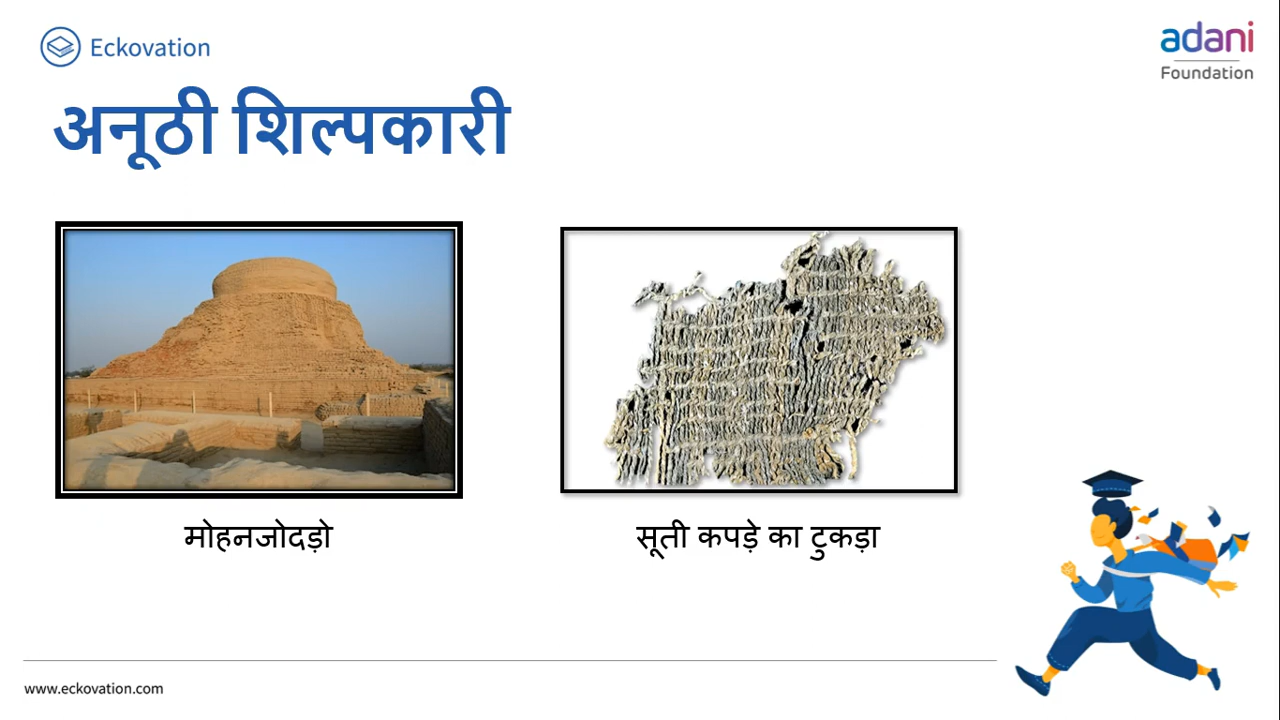 Eckovation
adani
Foundation
अनूठी शिल्पकारी
मोहनजोदड़ो
सूती कपड़े का टुकड़ा
www.eckovation.com